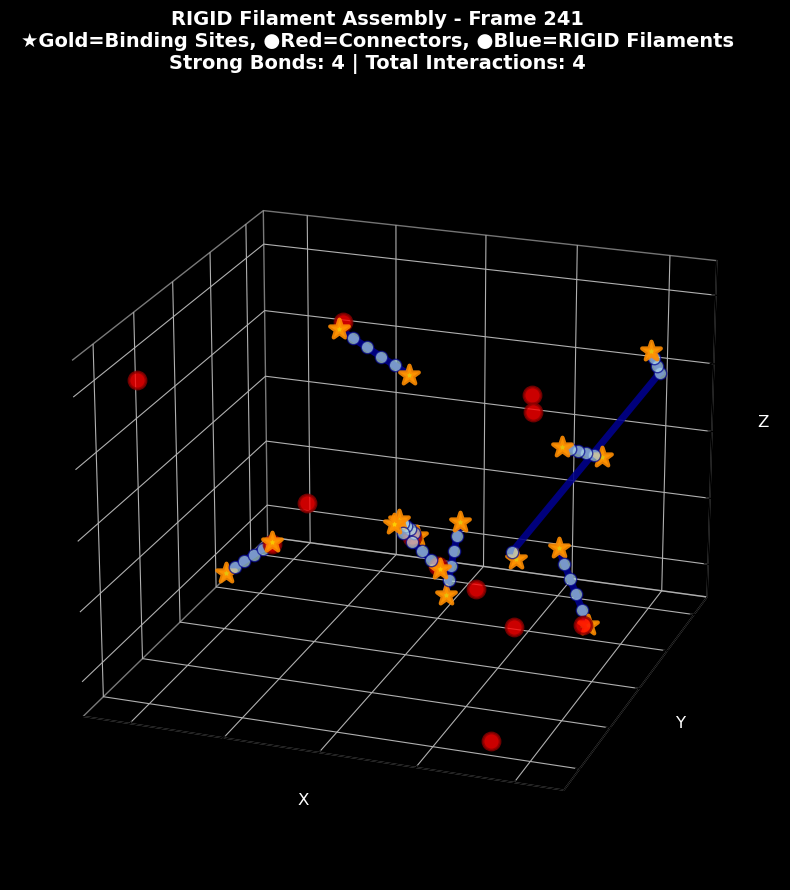 RIGID Filament Assembly - Frame 241
★Gold=Binding Sites, ●Red=Connectors, ●Blue=RIGID Filaments
Strong Bonds: 4 | Total Interactions: 4
Z
Y
X